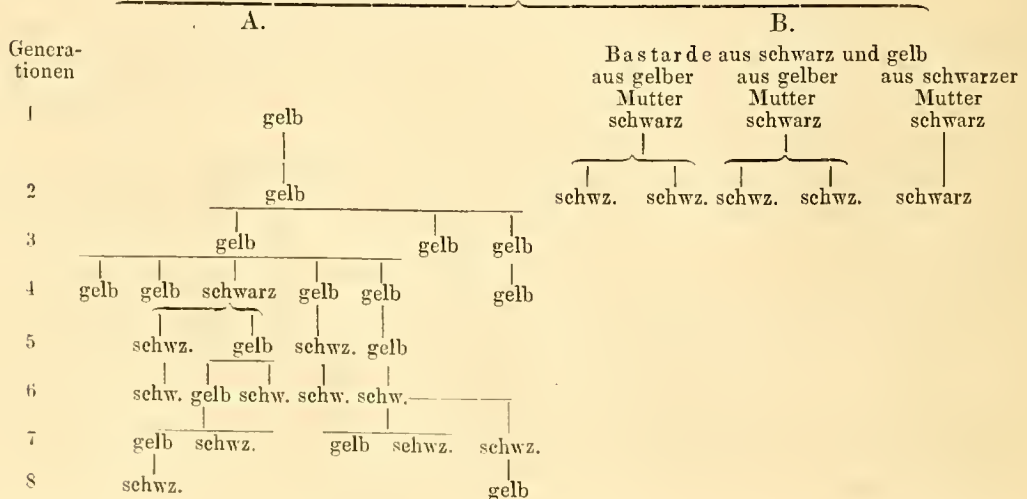 A. B.
Genera-
tionen
Bastarde aus schwarz und gelb
aus gelber aus gelber aus schwarzer
Mutter Mutter Mutter
1 gelb schwarz schwarz schwarz
2 gelb schwz. schwz. schwz. schwz. schwarz
3 gelb gelb gelb
4 gelb gelb schwarz gelb gelb gelb
5 schwz. gelb schwz. gelb
6 schw. gelb schw. schw. schw.
7 gelb schwz. gelb schwz. schwz.
8 schwz. gelb